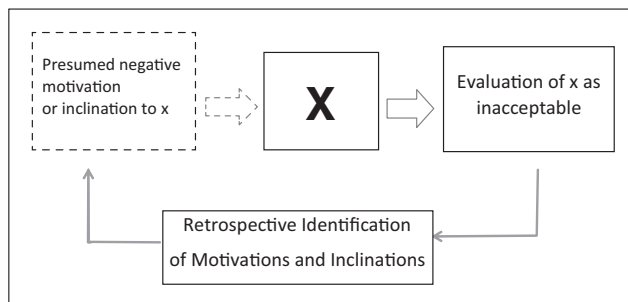 Presumed negative
motivation
or inclination to x
X
Evaluation of x as
inacceptable
Retrospective Identification
of Motivations and Inclinations